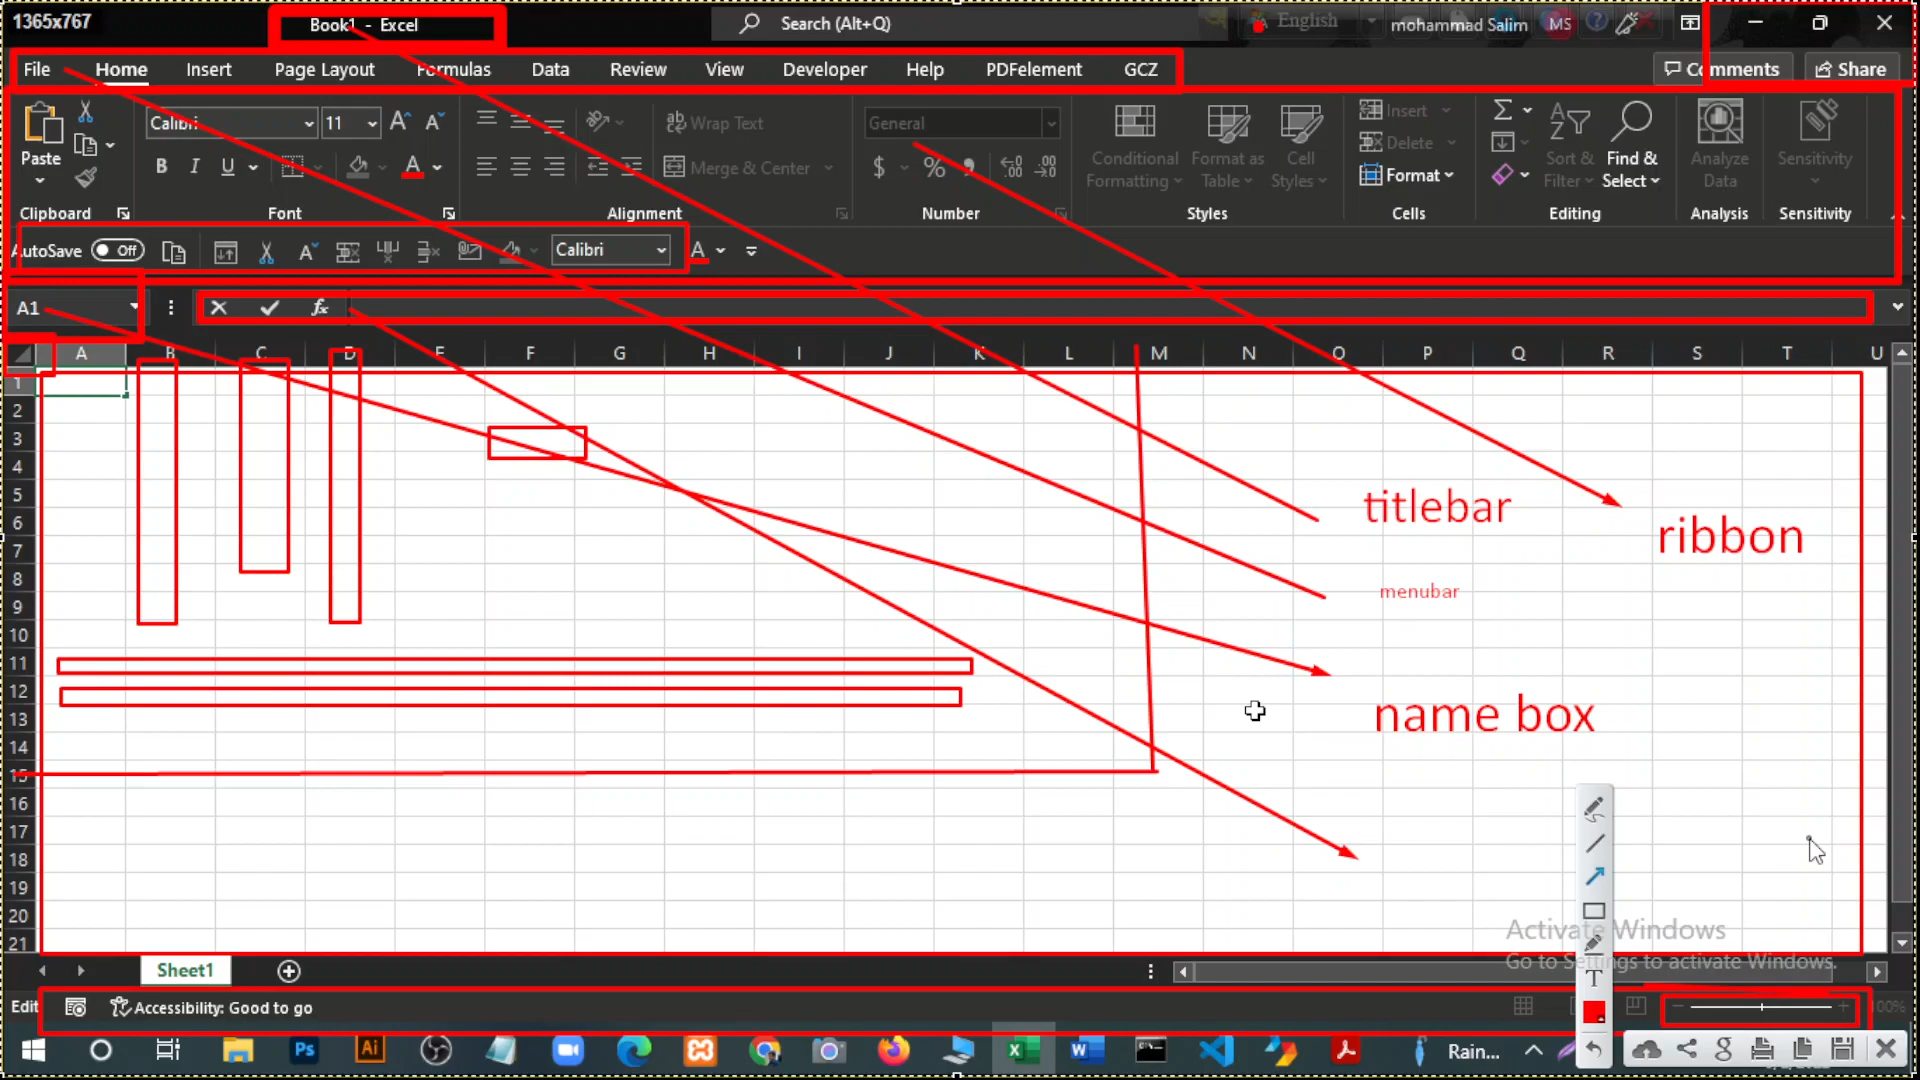 1365x767
Book1 - Excel
Search (Alt+Q)
English
mohammad Salim
MS
File Home Insert Page Layout Formulas Data Review View Developer Help PDFelement GCZ
Comments
Share
Calibri
11
Wrap Text
General
Insert
Paste
B I U
Merge & Center
$ % 9
Conditional Formatting
Format as Table
Cell Styles
Delete
Format
Sort & Filter
Find & Select
Analyze Data
Sensitivity
Clipboard Font Alignment Number Styles Cells Editing Analysis Sensitivity
AutoSave Off
Calibri
A1
fx
A B C D E F G H I J K L M N O P Q R S T U
1
2
3
4
5
titlebar
6
ribbon
7
8
9
menubar
10
11
12
13
name box
14
15
16
17
18
19
20
21
Activate Windows
Go to Settings to activate Windows.
Sheet1
Edit
Accessibility: Good to go
100%
Ps
Ai
Rain...